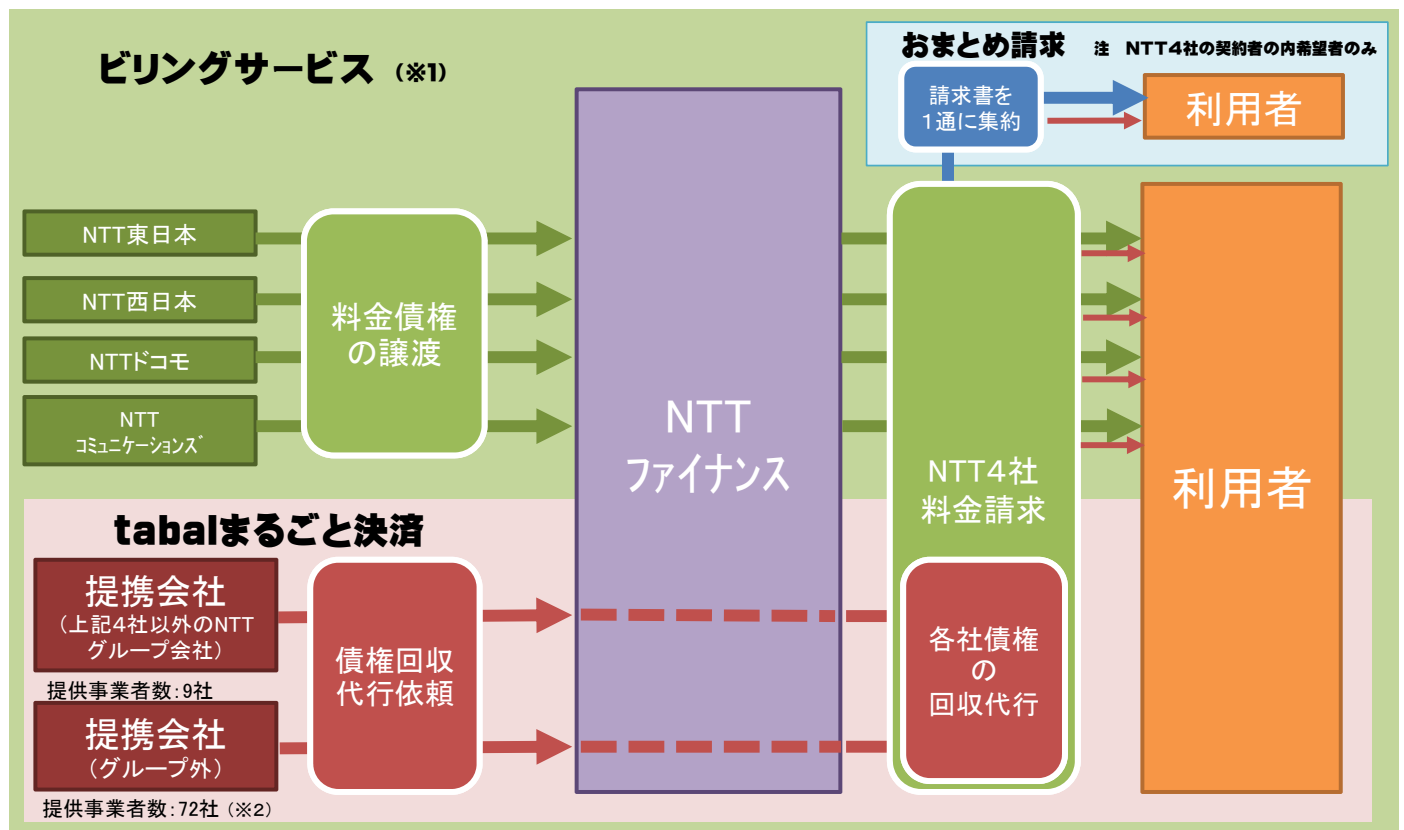 ビリングサービス (※1)
おまとめ請求 注 NTT4社の契約者の内希望者のみ
請求書を
1通に集約
利用者
NTT東日本
NTT西日本
NTTドコモ
NTT
コミュニケーションズ
料金債権
の譲渡
NTT
ファイナンス
NTT4社
料金請求
利用者
tabalまるごと決済
提携会社
(上記4社以外のNTT
グループ会社)
提供事業者数:9社
提携会社
(グループ外)
提供事業者数:72社 (※2)
債権回収
代行依頼
各社債権
の
回収代行